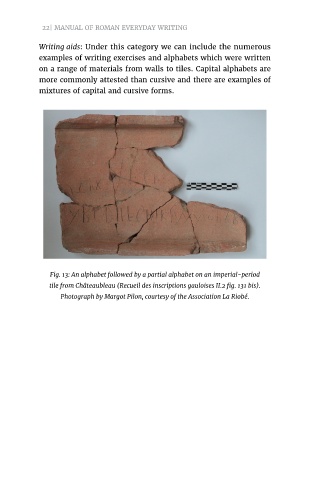 22| MANUAL OF ROMAN EVERYDAY WRITING
Writing aids: Under this category we can include the numerous
examples of writing exercises and alphabets which were written
on a range of materials from walls to tiles. Capital alphabets are
more commonly attested than cursive and there are examples of
mixtures of capital and cursive forms.
Fig. 13: An alphabet followed by a partial alphabet on an imperial-period
tile from Châteaubleau (Recueil des inscriptions gauloises II.2 fig. 131 bis).
Photograph by Margot Pilon, courtesy of the Association La Riobé.